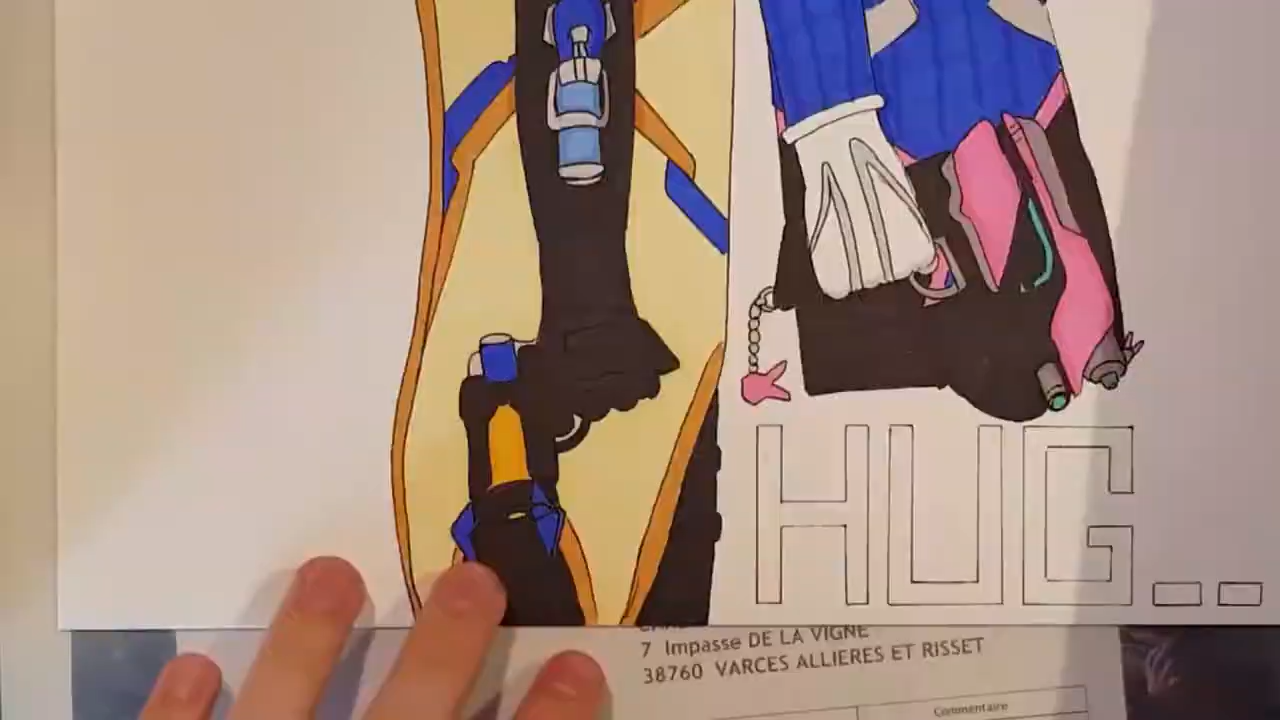 HUG..
7 Impasse DE LA VIGNE
38760 VARCES ALLIERES ET RISSET
Commentaire